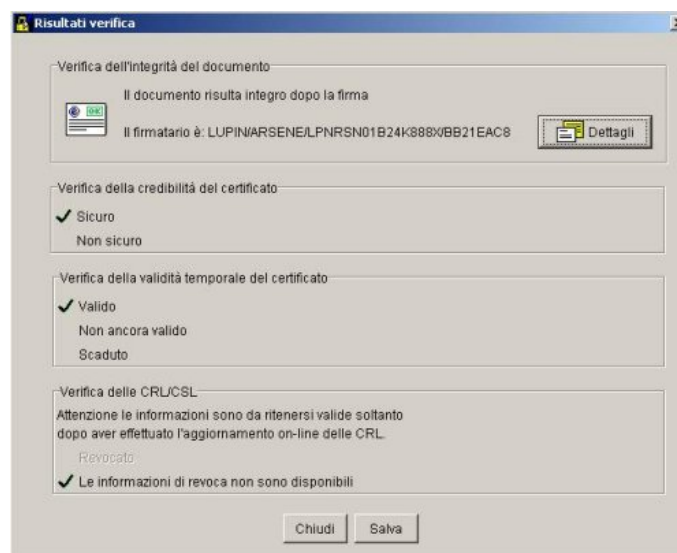 Risultati verifica
Verifica dell'integrità del documento
Il documento risulta integro dopo la firma
Il firmatario è: LUPIN/ARSENE/LPNRSN01B24K888X/BB21EAC8
Dettagli
Verifica della credibilità del certificato
Sicuro
Non sicuro
Verifica della validità temporale del certificato
Valido
Non ancora valido
Scaduto
Verifica delle CRL/CSL
Attenzione le informazioni sono da ritenersi valide soltanto
dopo aver effettuato l'aggiornamento on-line delle CRL.
Revocato
Le informazioni di revoca non sono disponibili
Chiudi Salva